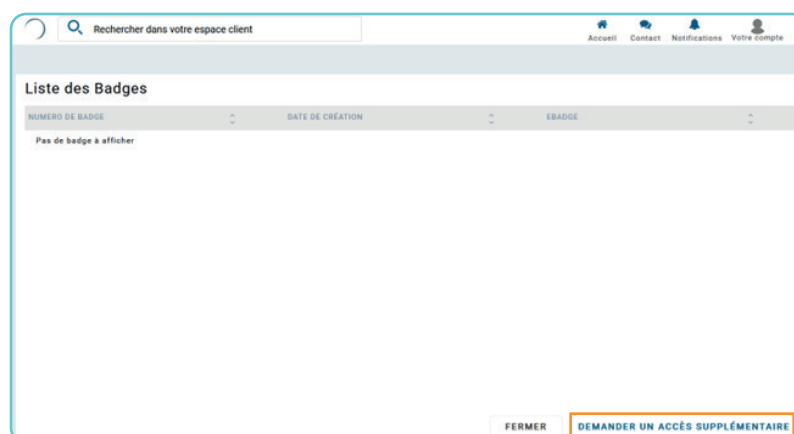 Rechercher dans votre espace client
Accueil Contact Notifications Votre compte
Liste des Badges
NUMERO DE BADGE DATE DE CRÉATION EBADGE
Pas de badge à afficher
FERMER DEMANDER UN ACCÈS SUPPLÉMENTAIRE